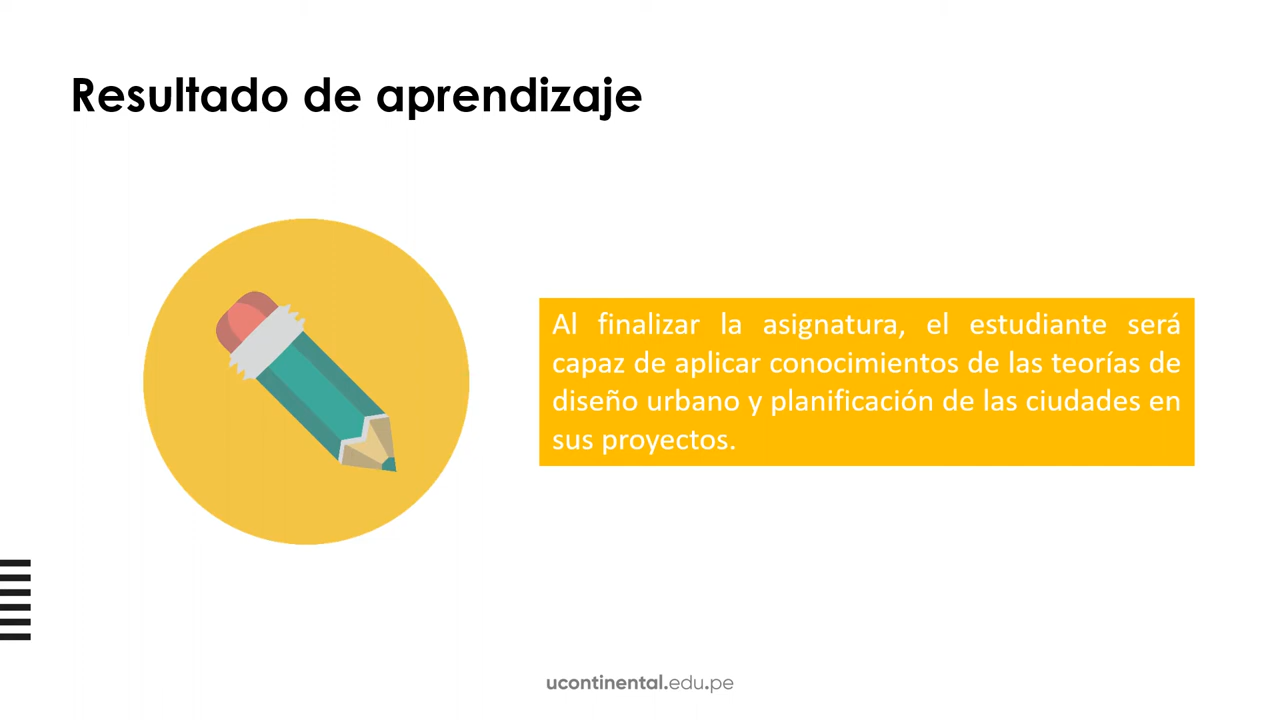 Resultado de aprendizaje
Al finalizar la asignatura, el estudiante será
capaz de aplicar conocimientos de las teorías de
diseño urbano y planificación de las ciudades en
sus proyectos.
ucontinental.edu.pe